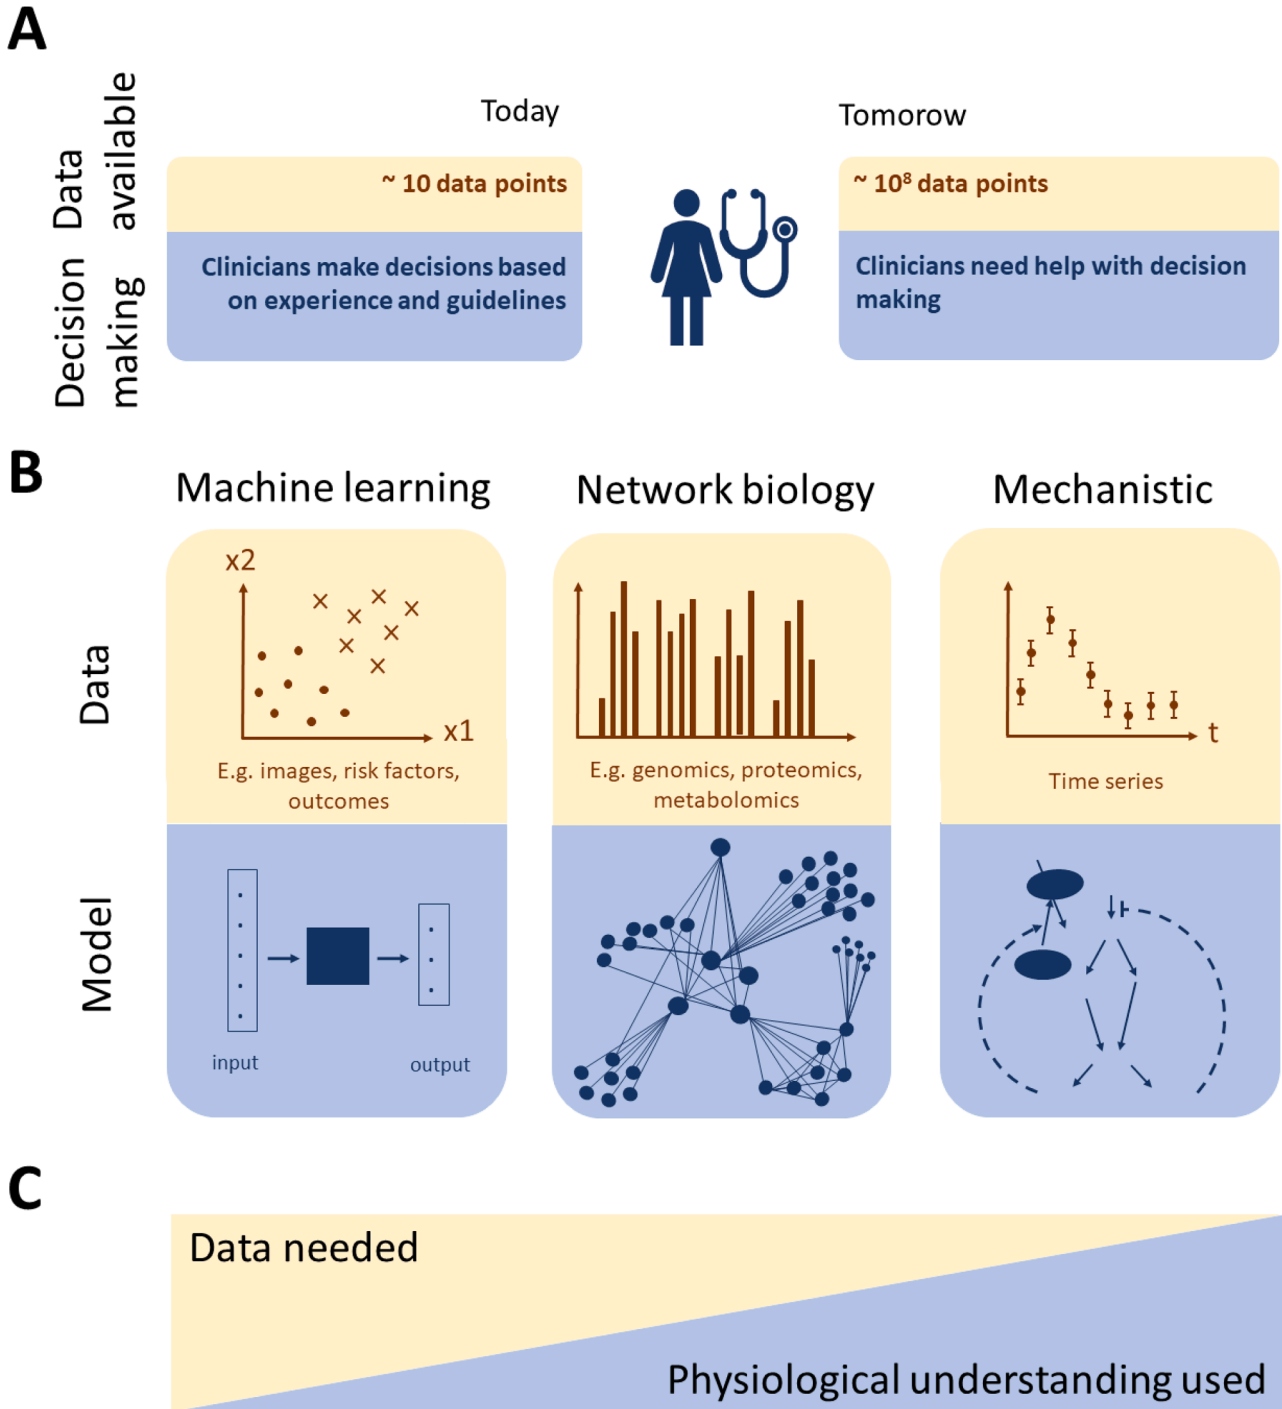 A
Data
available
Today
Tomorow
~ 10 data points
~ 10⁸ data points
Decision
making
Clinicians make decisions based
on experience and guidelines
Clinicians need help with decision
making
B
Machine learning
Network biology
Mechanistic
Data
x2
x1
E.g. images, risk factors,
outcomes
E.g. genomics, proteomics,
metabolomics
t
Time series
Model
input
output
C
Data needed
Physiological understanding used